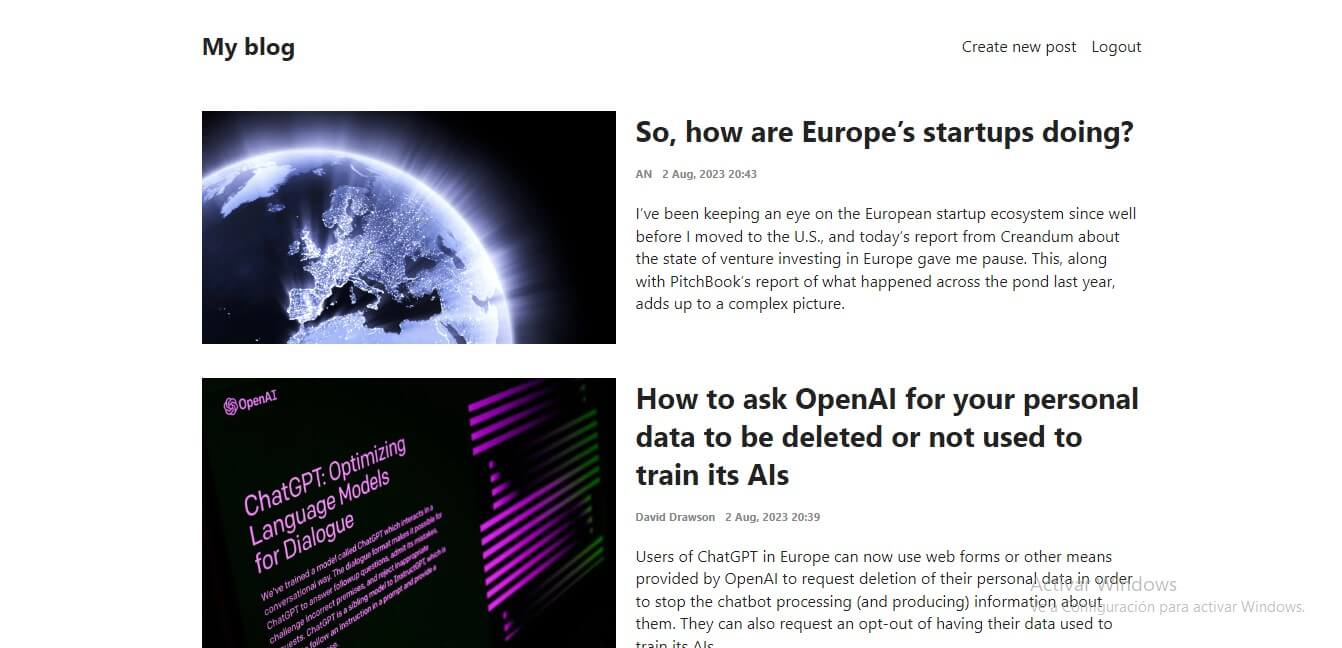 My blog
Create new post Logout
So, how are Europe’s startups doing?
AN 2 Aug, 2023 20:43
I’ve been keeping an eye on the European startup ecosystem since well
before I moved to the U.S., and today’s report from Creandum about
the state of venture investing in Europe gave me pause. This, along
with PitchBook’s report of what happened across the pond last year,
adds up to a complex picture.
OpenAI
ChatGPT: Optimizing
Language Models
for Dialogue
We've trained a model called ChatGPT which interacts in a
conversational way. The dialogue format makes it possible for
ChatGPT to answer followup questions, admit its mistakes,
challenge incorrect premises, and reject inappropriate
ChatGPT is a sibling model to InstructGPT, which is
follow an instruction in a prompt and provide a
How to ask OpenAI for your personal
data to be deleted or not used to
train its AIs
David Drawson 2 Aug, 2023 20:39
Users of ChatGPT in Europe can now use web forms or other means
provided by OpenAI to request deletion of their personal data in order
to stop the chatbot processing (and producing) information about
them. They can also request an opt-out of having their data used to
train its AIs
Activar Windows
Ve a Configuración para activar Windows.